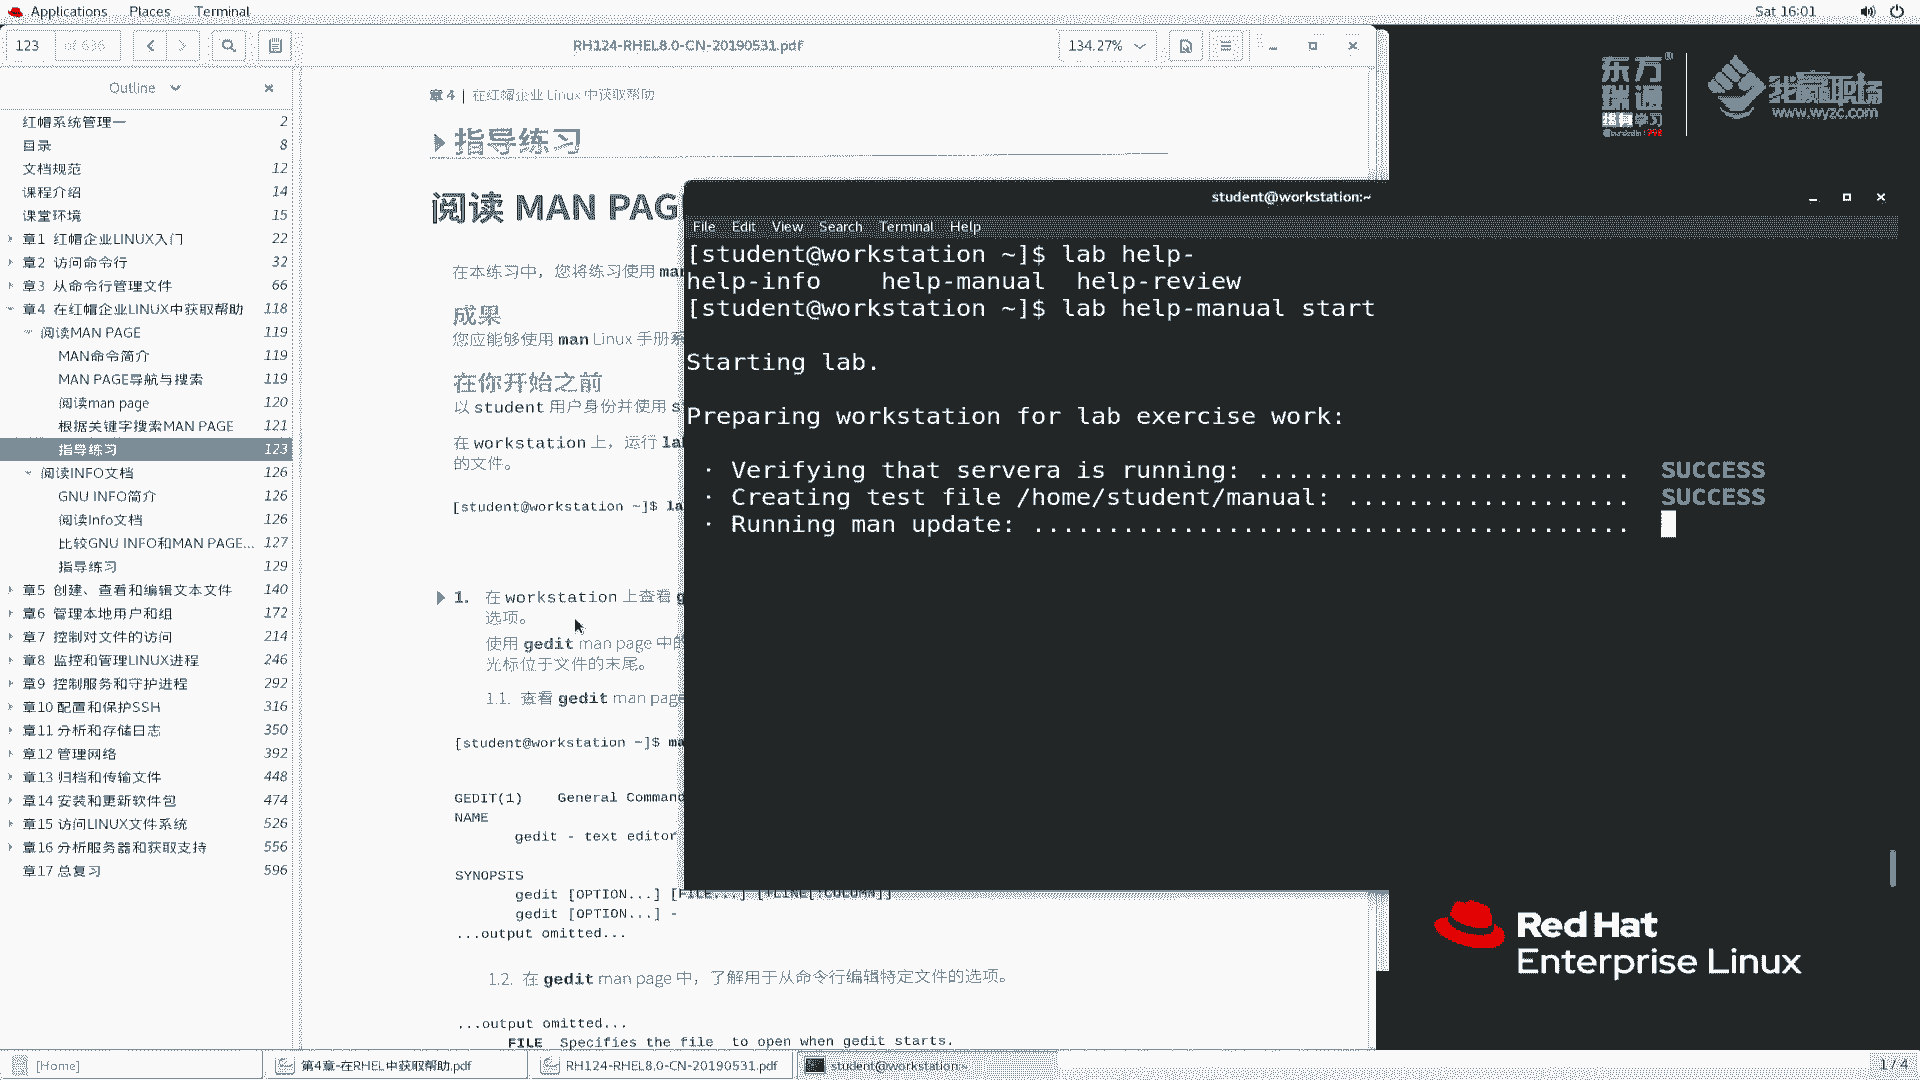 Applications Places Terminal Sat 16:01
123 of 636 RH124-RHEL8.0-CN-20190531.pdf 134.27%
Outline
红帽系统管理一 2
目录 8
文档规范 12
课程介绍 14
课堂环境 15
章1 红帽企业LINUX入门 22
章2 访问命令行 32
章3 从命令行管理文件 66
章4 在红帽企业LINUX中获取帮助 118
阅读MAN PAGE 119
MAN命令简介 119
MAN PAGE导航与搜索 119
阅读man page 120
根据关键字搜索MAN PAGE 121
指导练习 123
阅读INFO文档 126
GNU INFO简介 126
阅读Info文档 126
比较GNU INFO和MAN PAGE... 127
指导练习 129
章5 创建、查看和编辑文本文件 140
章6 管理本地用户和组 172
章7 控制对文件的访问 214
章8 监控和管理LINUX进程 246
章9 控制服务和守护进程 292
章10 配置和保护SSH 316
章11 分析和存储日志 350
章12 管理网络 392
章13 归档和传输文件 448
章14 安装和更新软件包 474
章15 访问LINUX文件系统 526
章16 分析服务器和获取支持 556
章17 总复习 596
章 4 | 在红帽企业 Linux 中获取帮助
指导练习
阅读 MAN PAG
在本练习中，您将练习使用 man
成果
您应能够使用 man Linux 手册系
在你开始之前
以 student 用户身份并使用 s
在 workstation 上，运行 la
的文件。
[student@workstation ~]$ la
1. 在 workstation 上查看 g
选项。
使用 gedit man page 中的
光标位于文件的末尾。
1.1. 查看 gedit man page
[student@workstation ~]$ ma
GEDIT(1) General Command
NAME
gedit - text editor
SYNOPSIS
gedit [OPTION...] [FILE...] [+LINE[:COLUMN]]
gedit [OPTION...] -
...output omitted...
1.2. 在 gedit man page 中，了解用于从命令行编辑特定文件的选项。
...output omitted...
FILE Specifies the file to open when gedit starts.
student@workstation:~
File Edit View Search Terminal Help
[student@workstation ~]$ lab help-
help-info help-manual help-review
[student@workstation ~]$ lab help-manual start
Starting lab.
Preparing workstation for lab exercise work:
· Verifying that servera is running: ......................... SUCCESS
· Creating test file /home/student/manual: ................... SUCCESS
· Running man update: ........................................
东方
瑞通
学习
我赢职场
www.wyzc.com
Red Hat
Enterprise Linux
[Home] 第4章-在RHEL中获取帮助.pdf RH124-RHEL8.0-CN-20190531.pdf student@workstation:~ 1 / 4